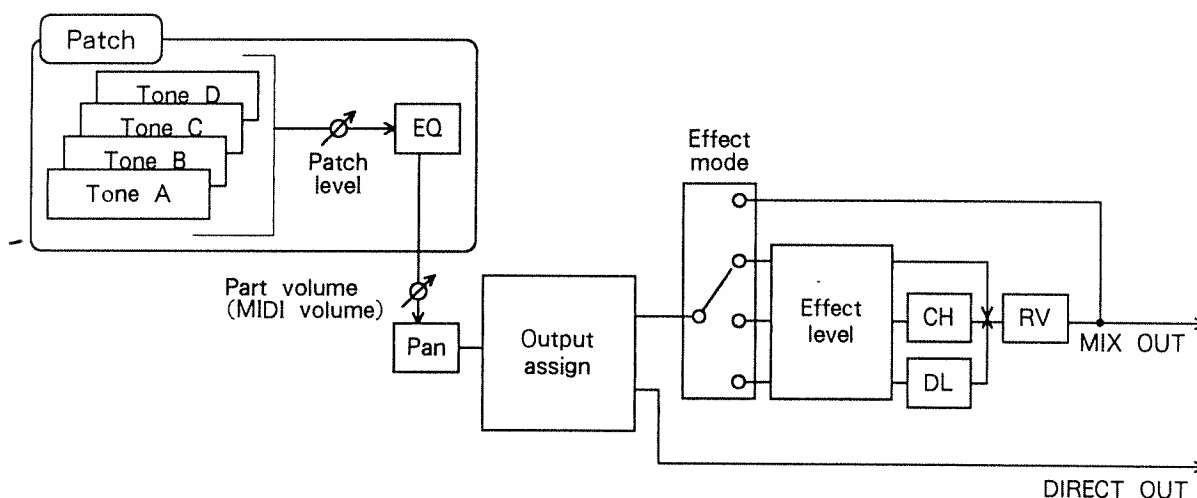 Patch
Tone D
Tone C
Tone B
Tone A
Patch
level
EQ
Part volume
(MIDI volume)
Pan
Output
assign
Effect
mode
Effect
level
CH
DL
RV
MIX OUT
DIRECT OUT